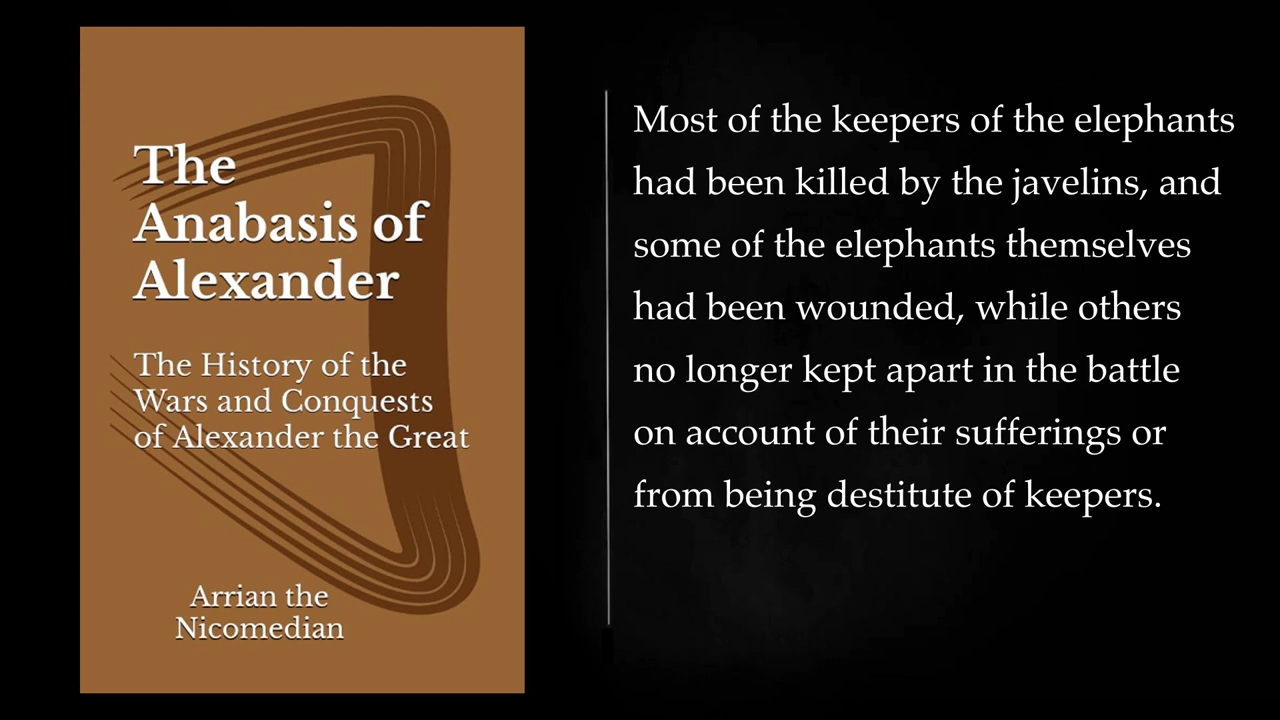 The
Anabasis of
Alexander
The History of the
Wars and Conquests
of Alexander the Great
Arrian the
Nicomedian
Most of the keepers of the elephants
had been killed by the javelins, and
some of the elephants themselves
had been wounded, while others
no longer kept apart in the battle
on account of their sufferings or
from being destitute of keepers.